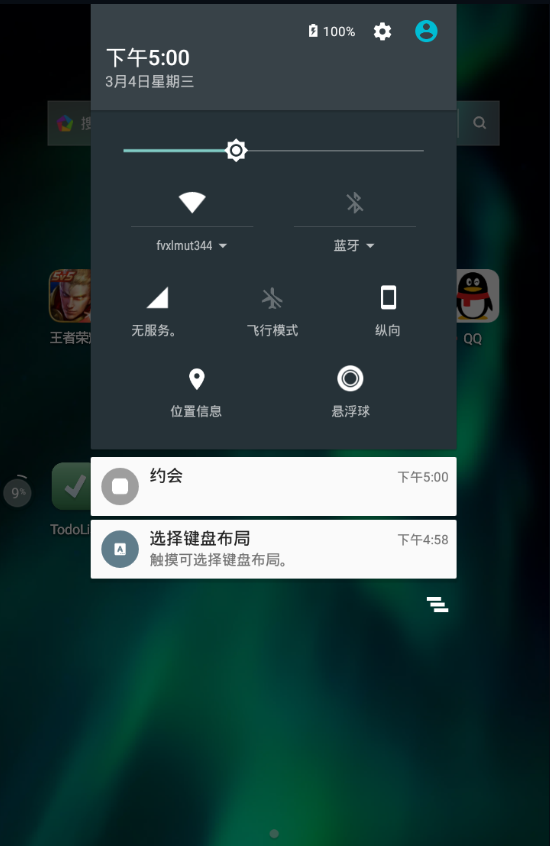 100%
下午5:00
3月4日星期三
搜
fvxlmut344
蓝牙
无服务。
飞行模式
纵向
位置信息
悬浮球
5V5
王者荣
QQ
约会
下午5:00
9%
A
选择键盘布局
下午4:58
触摸可选择键盘布局。
TodoLi